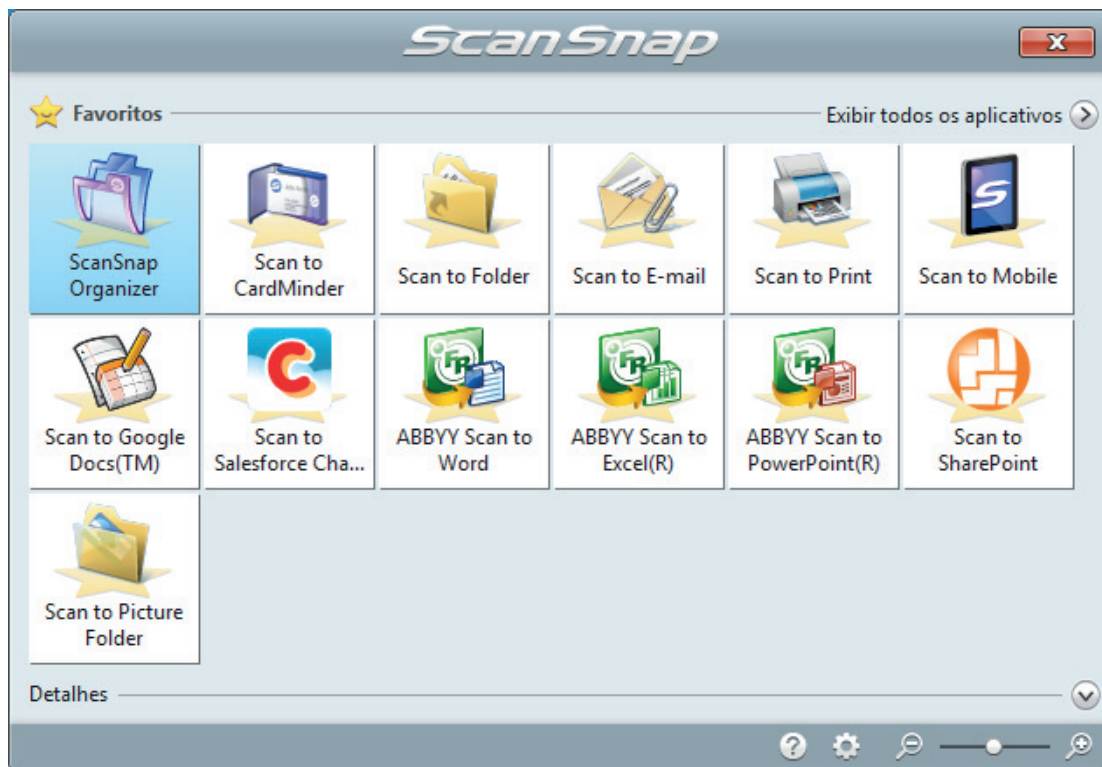 ScanSnap
Favoritos
Exibir todos os aplicativos
ScanSnap
Organizer
Scan to
CardMinder
Scan to Folder
Scan to E-mail
Scan to Print
Scan to Mobile
Scan to Google
Docs(TM)
Scan to
Salesforce Cha...
ABBYY Scan to
Word
ABBYY Scan to
Excel(R)
ABBYY Scan to
PowerPoint(R)
Scan to
SharePoint
Scan to Picture
Folder
Detalhes